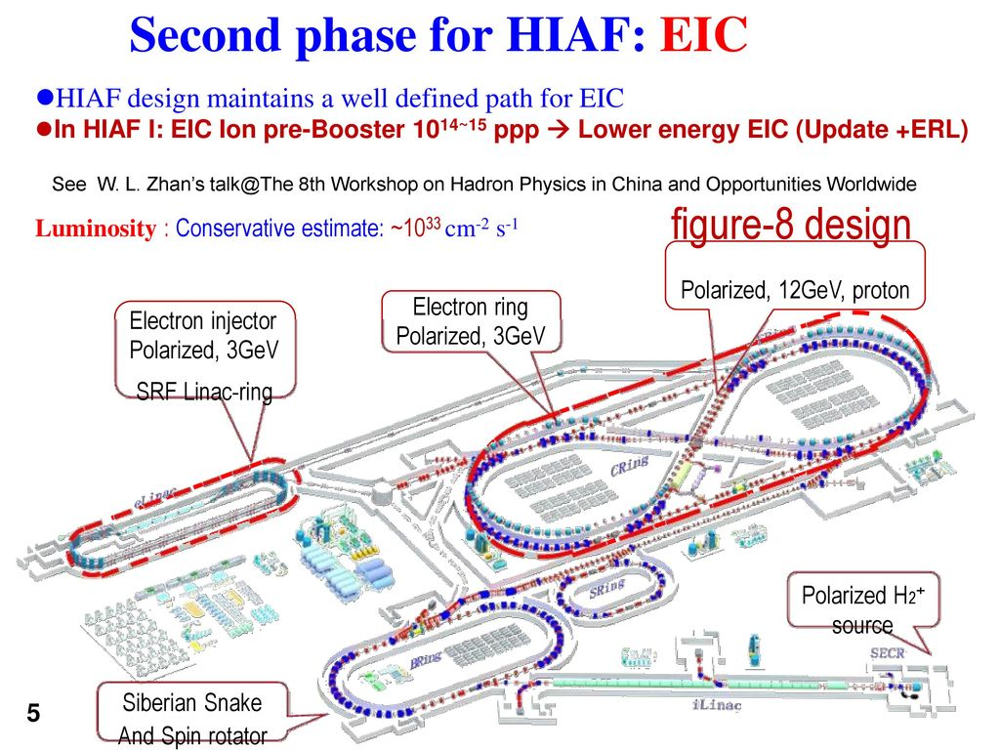 Second phase for HIAF: EIC
●HIAF design maintains a well defined path for EIC
●In HIAF I: EIC Ion pre-Booster 10¹⁴~¹⁵ ppp → Lower energy EIC (Update +ERL)
See W. L. Zhan’s talk@The 8th Workshop on Hadron Physics in China and Opportunities Worldwide
Luminosity : Conservative estimate: ~10³³ cm⁻² s⁻¹
figure-8 design
Polarized, 12GeV, proton
Electron ring
Polarized, 3GeV
Electron injector
Polarized, 3GeV
SRF Linac-ring
eLinac
CRing
SRing
BRing
Polarized H₂⁺
source
SECR
iLinac
Siberian Snake
And Spin rotator
5